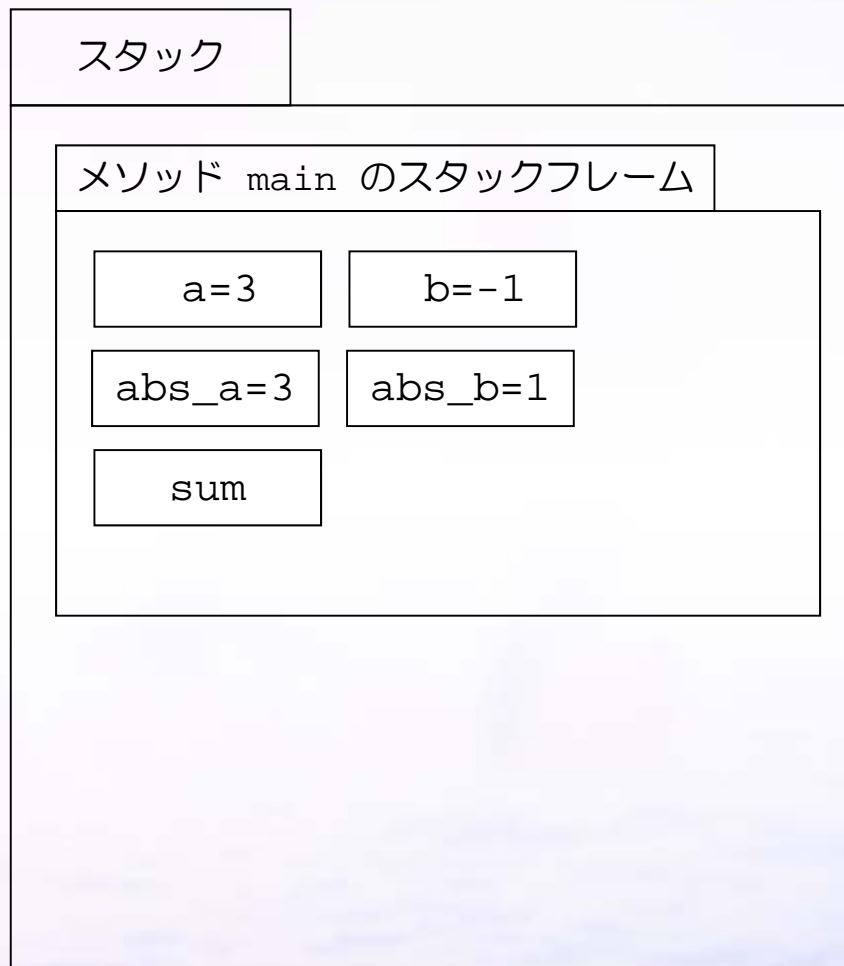 スタック
メソッド main のスタックフレーム
a=3 b=-1
abs_a=3 abs_b=1
sum